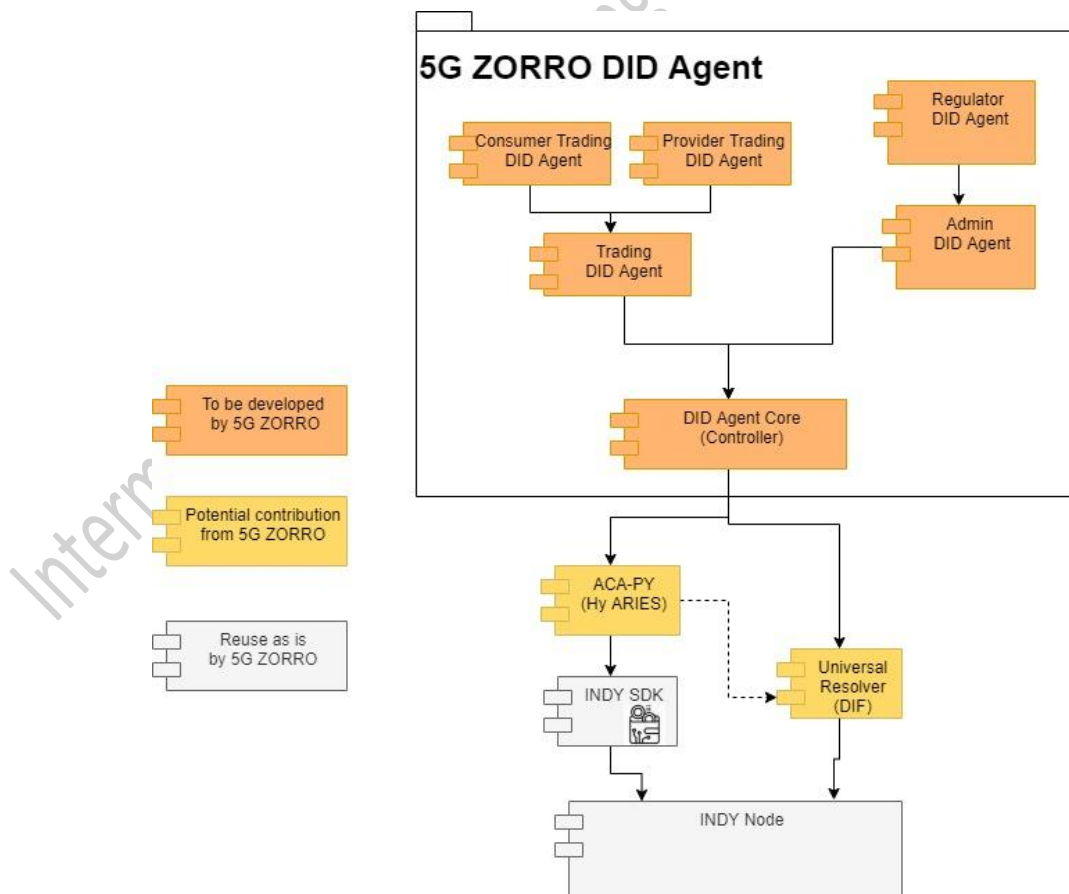 5G ZORRO DID Agent
Regulator
DID Agent
Consumer Trading
DID Agent
Provider Trading
DID Agent
Admin
DID Agent
Trading
DID Agent
To be developed
by 5G ZORRO
DID Agent Core
(Controller)
Potential contribution
from 5G ZORRO
ACA-PY
(Hy ARIES)
Reuse as is
by 5G ZORRO
Universal
Resolver
(DIF)
INDY SDK
INDY Node